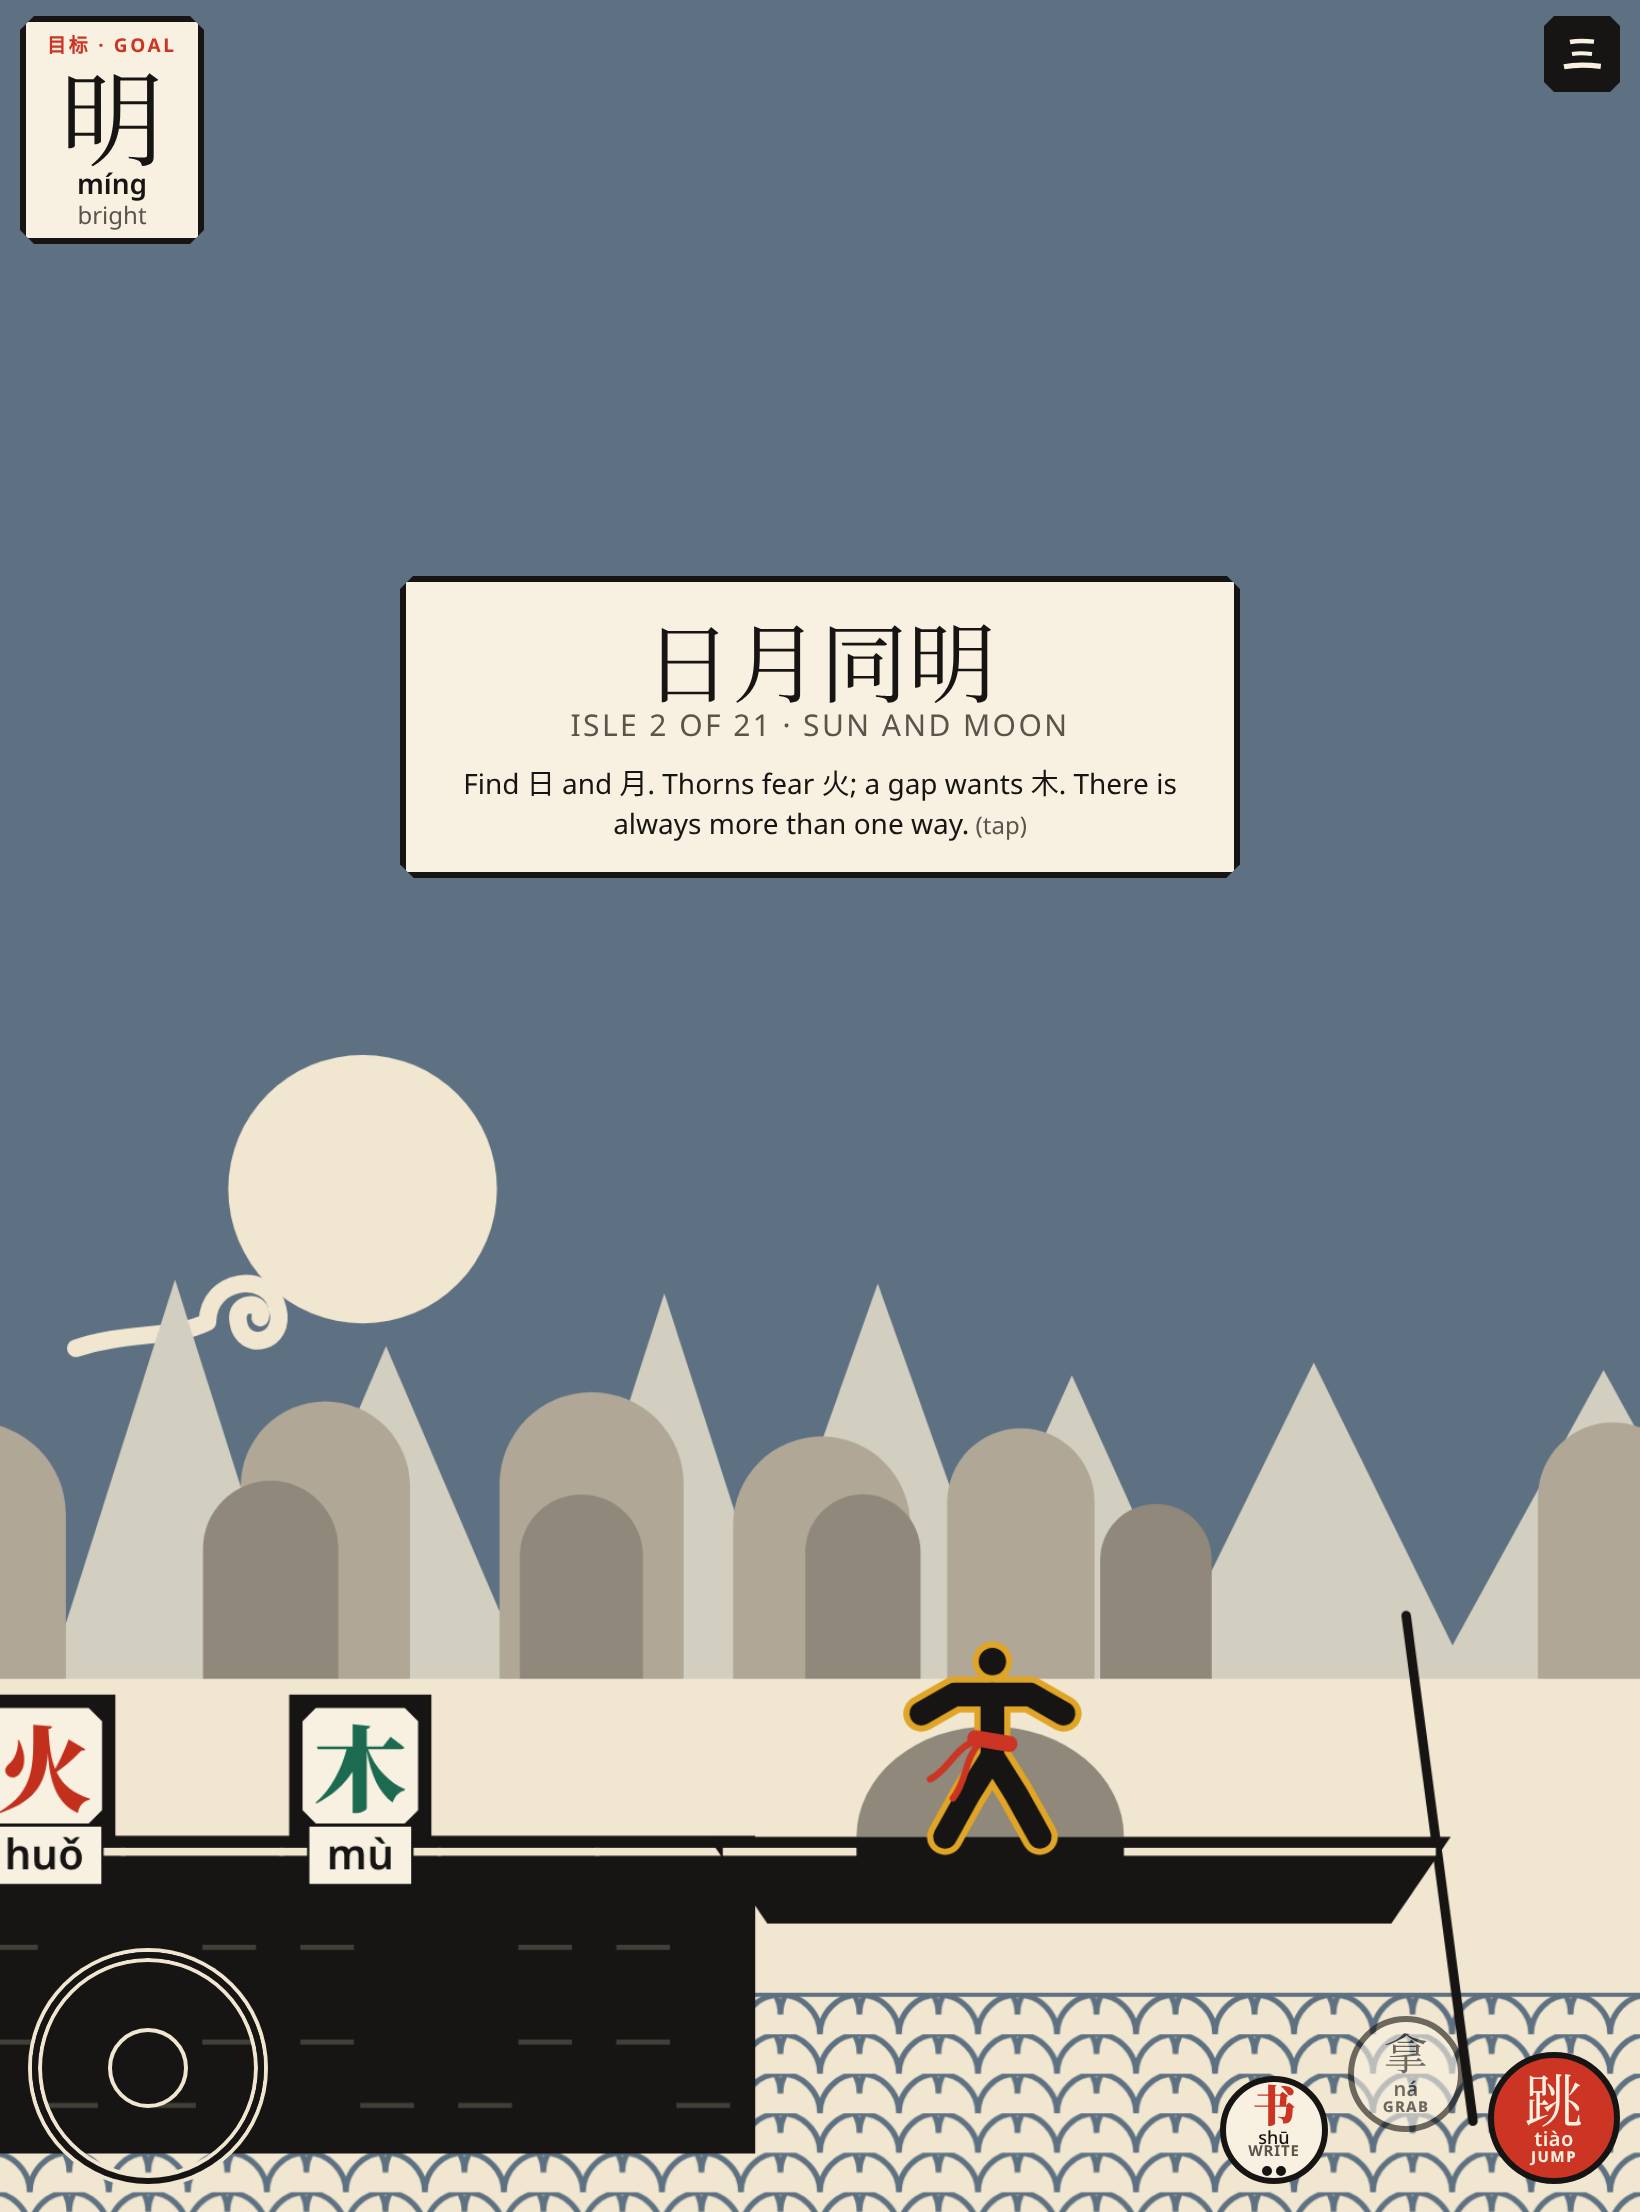 目标 · GOAL
明
míng
bright
三
日月同明
ISLE 2 OF 21 · SUN AND MOON
Find 日 and 月. Thorns fear 火; a gap wants 木. There is
always more than one way. (tap)
火
huǒ
木
mù
拿
ná
GRAB
书
shū
WRITE
跳
tiào
JUMP